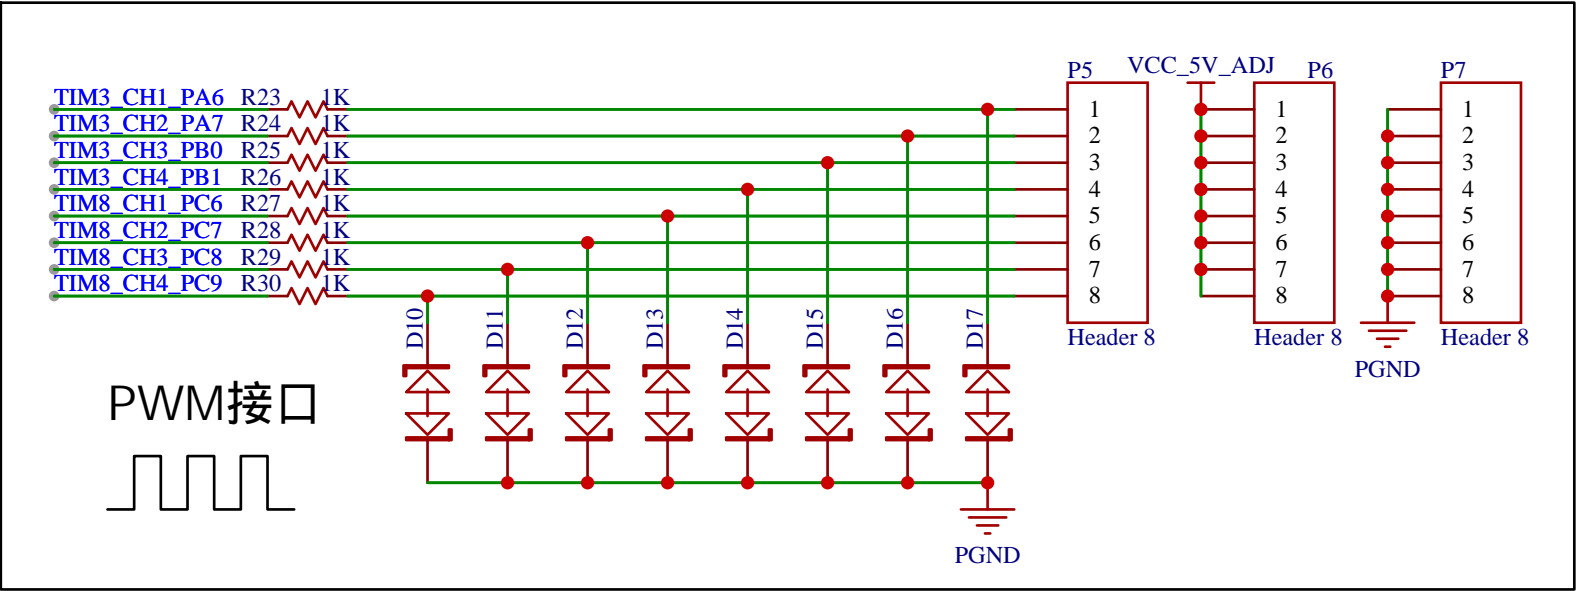 P5 VCC_5V_ADJ P6 P7
TIM3_CH1_PA6 R23 1K 1 1 1
TIM3_CH2_PA7 R24 1K 2 2 2
TIM3_CH3_PB0 R25 1K 3 3 3
TIM3_CH4_PB1 R26 1K 4 4 4
TIM8_CH1_PC6 R27 1K 5 5 5
TIM8_CH2_PC7 R28 1K 6 6 6
TIM8_CH3_PC8 R29 1K 7 7 7
TIM8_CH4_PC9 R30 1K 8 8 8
D10 D11 D12 D13 D14 D15 D16 D17
Header 8 Header 8 Header 8
PGND
PWM接口
PGND